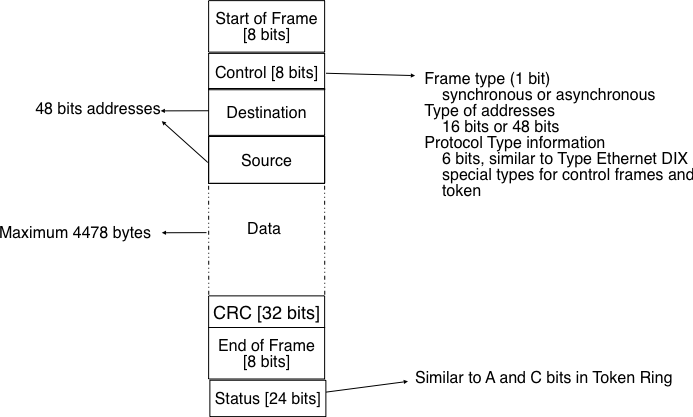 Start of Frame
[8 bits]
Control [8 bits]
Frame type (1 bit)
synchronous or asynchronous
Type of addresses
16 bits or 48 bits
Protocol Type information
6 bits, similar to Type Ethernet DIX
special types for control frames and
token
48 bits addresses
Destination
Source
Maximum 4478 bytes
Data
CRC [32 bits]
End of Frame
[8 bits]
Status [24 bits]
Similar to A and C bits in Token Ring